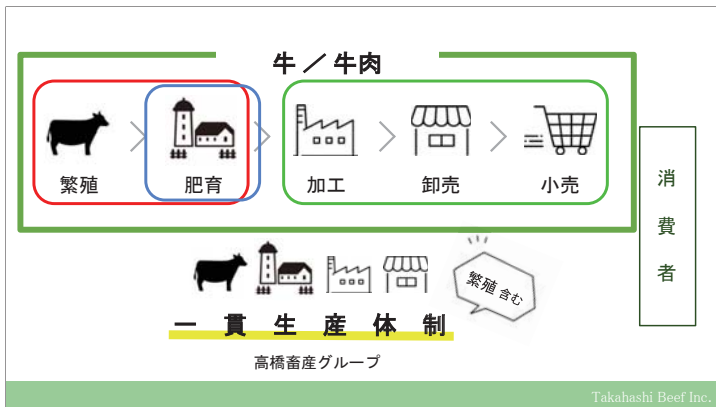 牛／牛肉
繁殖
肥育
加工
卸売
小売
消
費
者
繁殖 含む
一貫生産体制
高橋畜産グループ
Takahashi Beef Inc.